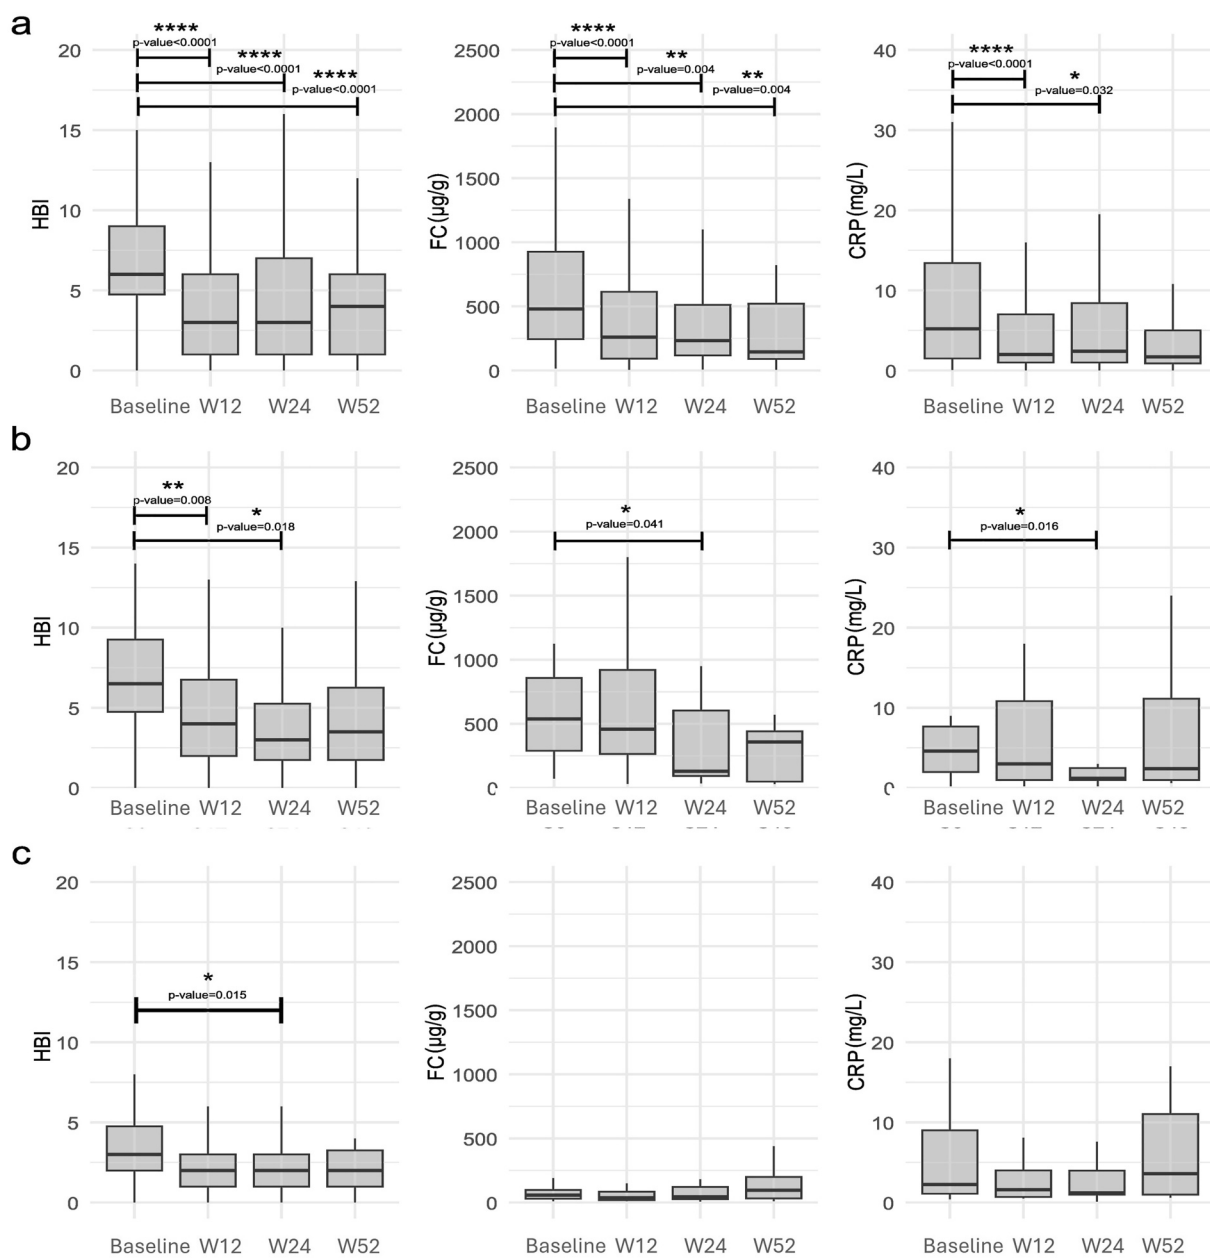 a
20
15
10
5
0
HBI
****
p-value<0.0001
****
p-value<0.0001
****
p-value<0.0001
Baseline W12 W24 W52
2500
2000
1500
1000
500
0
FC (µg/g)
****
p-value<0.0001
**
p-value=0.004
**
p-value=0.004
Baseline W12 W24 W52
40
30
20
10
0
CRP (mg/L)
****
p-value<0.0001
*
p-value=0.032
Baseline W12 W24 W52
b
20
15
10
5
0
HBI
**
p-value=0.008
*
p-value=0.018
Baseline W12 W24 W52
2500
2000
1500
1000
500
0
FC (µg/g)
*
p-value=0.041
Baseline W12 W24 W52
40
30
20
10
0
CRP (mg/L)
*
p-value=0.016
Baseline W12 W24 W52
c
20
15
10
5
0
HBI
*
p-value=0.015
Baseline W12 W24 W52
2500
2000
1500
1000
500
0
FC (µg/g)
Baseline W12 W24 W52
40
30
20
10
0
CRP (mg/L)
Baseline W12 W24 W52